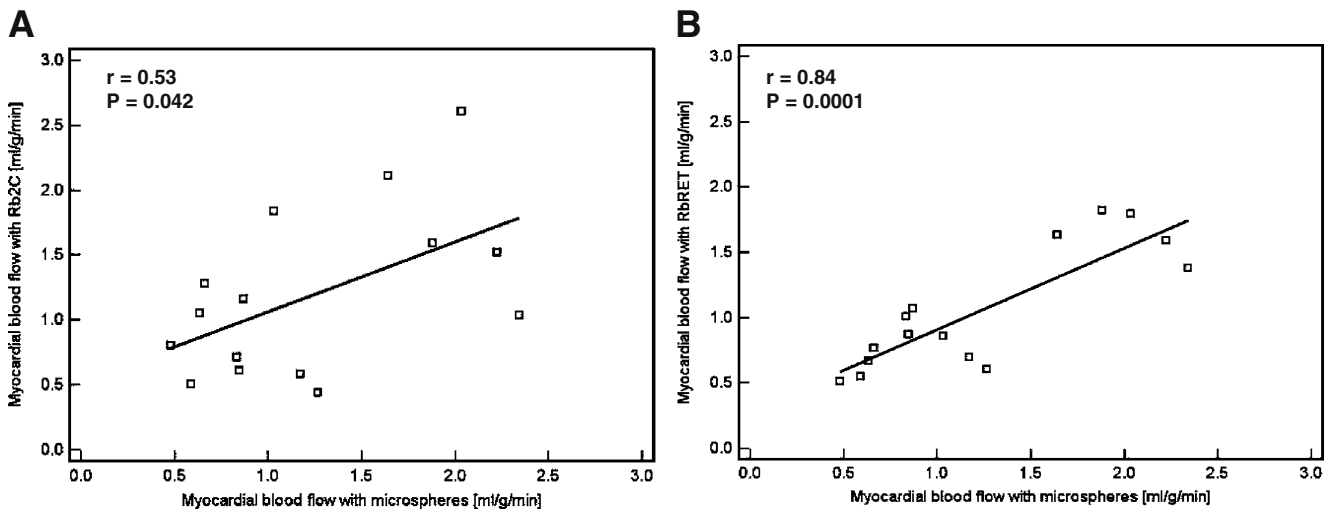 A
B
r = 0.53
P = 0.042
Myocardial blood flow with Rb2C [ml/g/min]
3.0
2.5
2.0
1.5
1.0
0.5
0.0
0.0 0.5 1.0 1.5 2.0 2.5 3.0
Myocardial blood flow with microspheres [ml/g/min]
r = 0.84
P = 0.0001
Myocardial blood flow with RbRET [ml/g/min]
3.0
2.5
2.0
1.5
1.0
0.5
0.0
0.0 0.5 1.0 1.5 2.0 2.5 3.0
Myocardial blood flow with microspheres [ml/g/min]